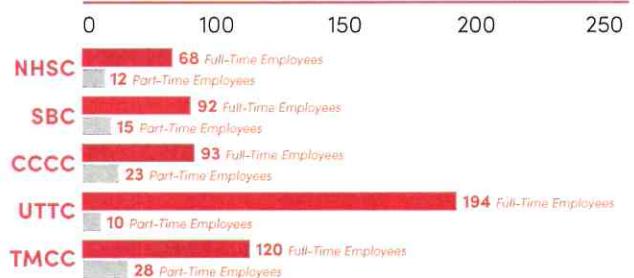 0 100 150 200 250
NHSC
68 Full-Time Employees
12 Part-Time Employees
SBC
92 Full-Time Employees
15 Part-Time Employees
CCCC
93 Full-Time Employees
23 Part-Time Employees
UTTC
194 Full-Time Employees
10 Part-Time Employees
TMCC
120 Full-Time Employees
28 Part-Time Employees